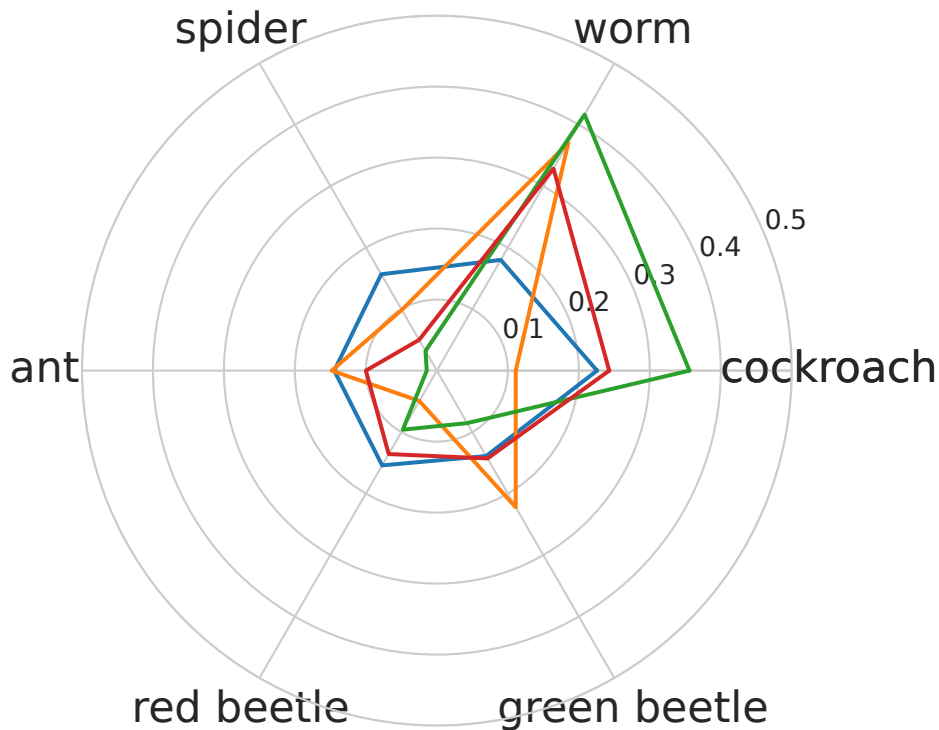 spider
worm
0.5
0.4
0.3
0.2
0.1
ant
cockroach
red beetle
green beetle